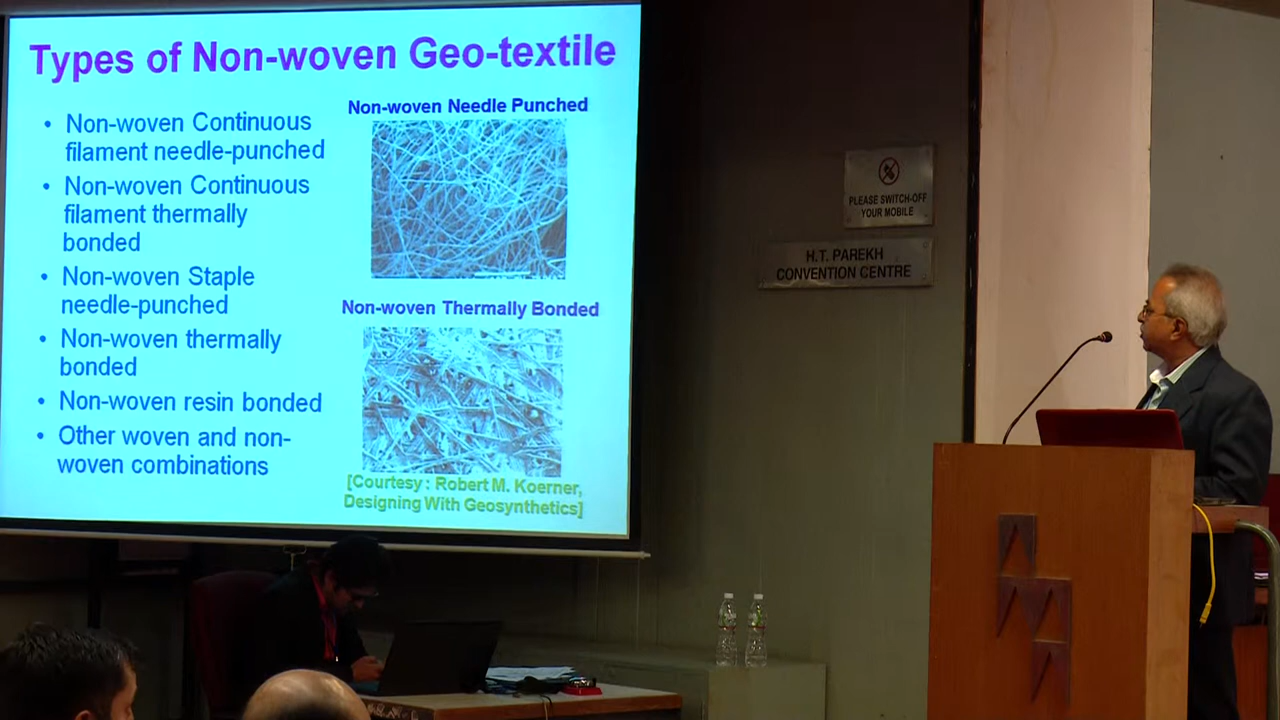 Types of Non-woven Geo-textile
• Non-woven Continuous
filament needle-punched
• Non-woven Continuous
filament thermally
bonded
• Non-woven Staple
needle-punched
• Non-woven thermally
bonded
• Non-woven resin bonded
• Other woven and non-
woven combinations
Non-woven Needle Punched
Non-woven Thermally Bonded
[Courtesy : Robert M. Koerner,
Designing With Geosynthetics]
PLEASE SWITCH-OFF
YOUR MOBILE
H.T. PAREKH
CONVENTION CENTRE